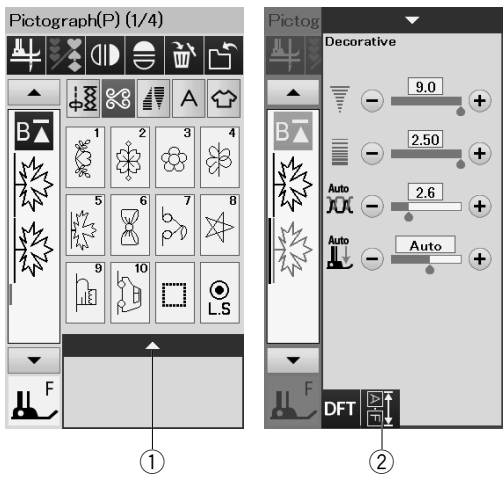 Pictograph(P) (1/4)
B
A
1
2
3
4
5
6
7
8
9
10
L.S
F
①
Pictog
Decorative
B
9.0
2.50
Auto
2.6
Auto
Auto
F
DFT
A
F
②